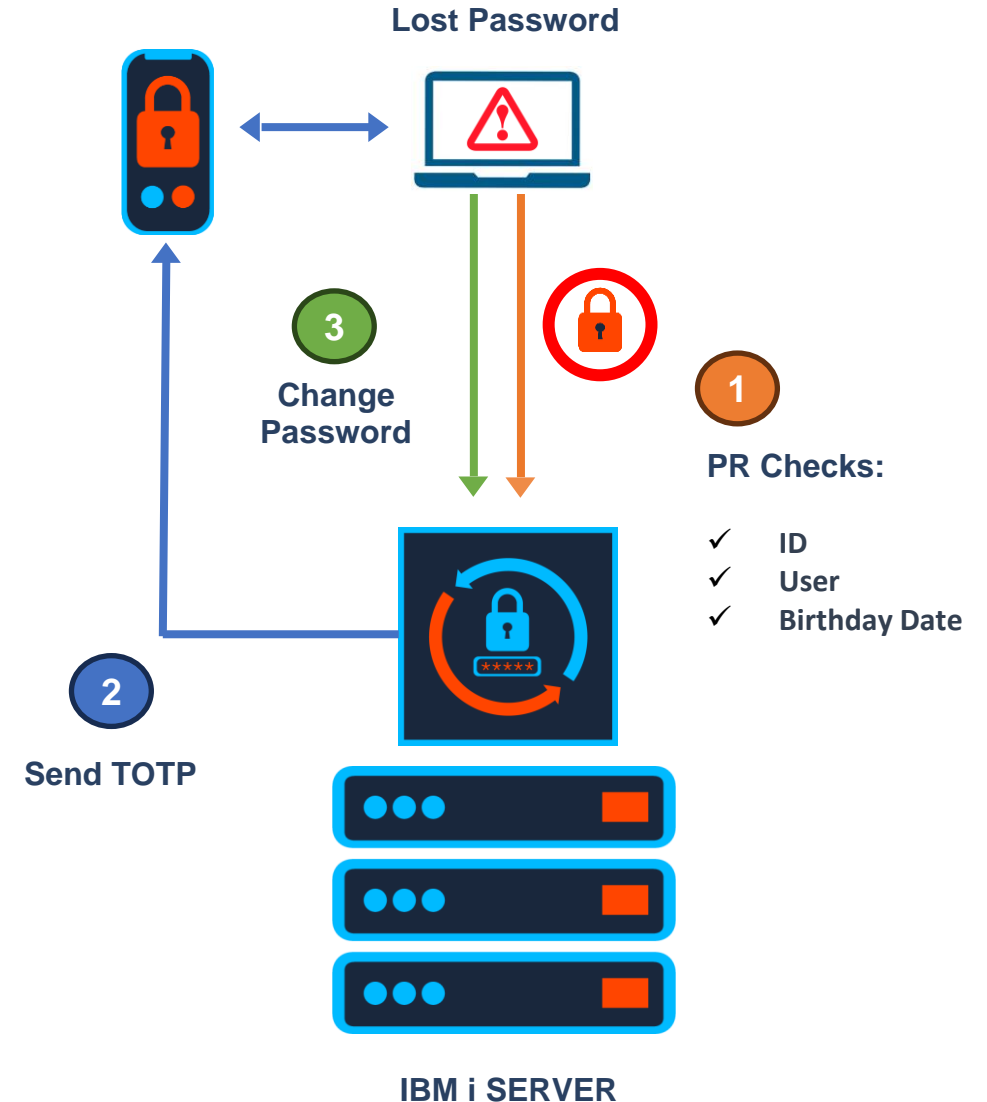 Lost Password
3
Change
Password
1
PR Checks:
✓ ID
✓ User
✓ Birthday Date
*****
2
Send TOTP
IBM i SERVER